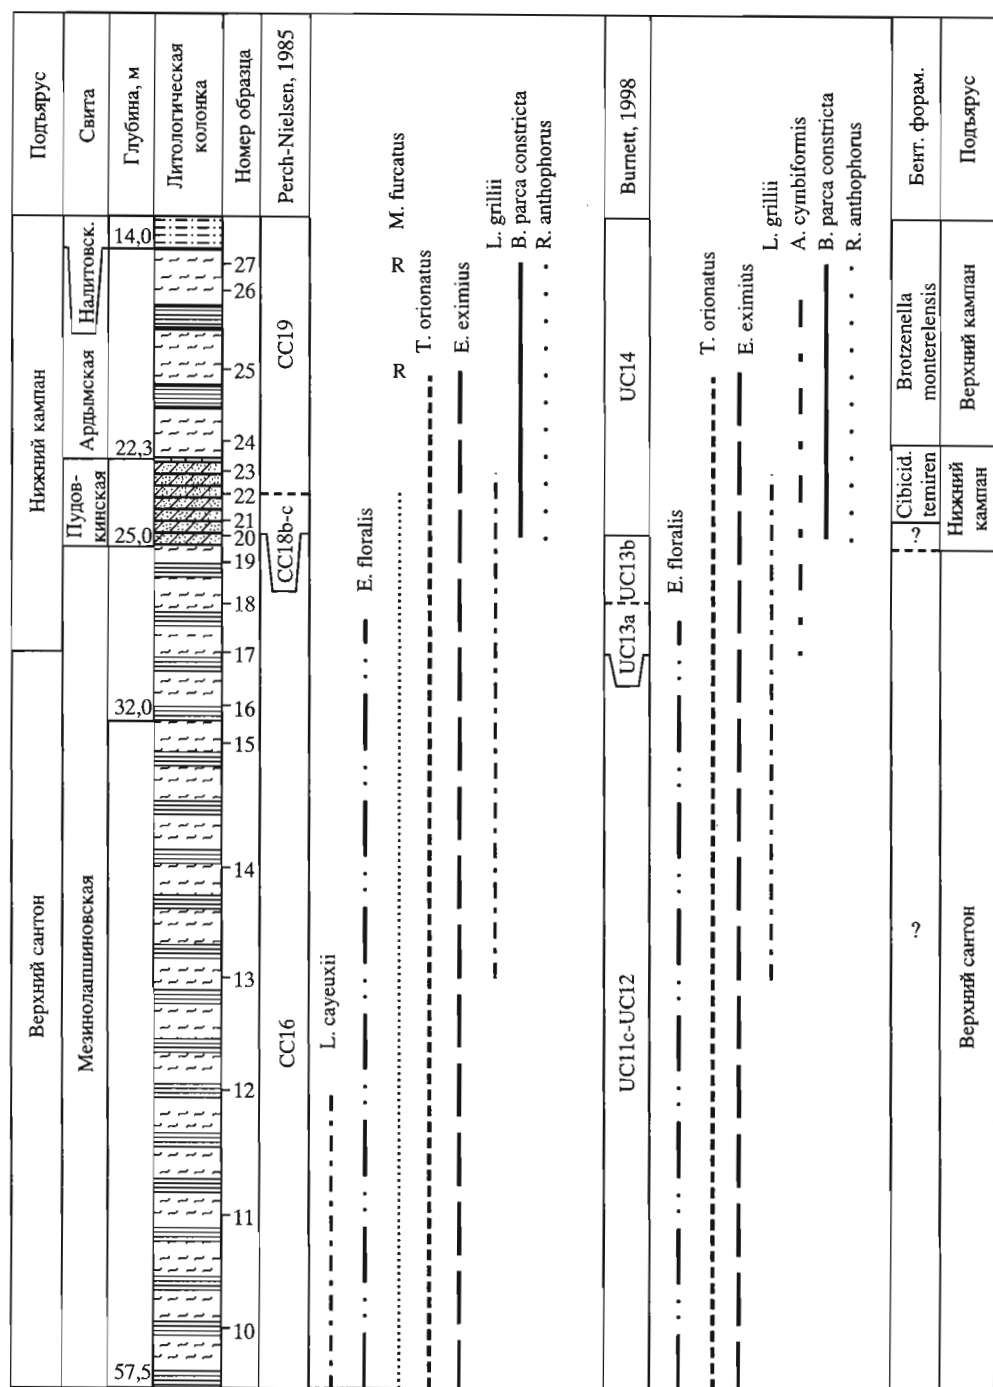 Подъярус
Свита
Глубина, м
Литологическая
колонка
Номер образца
Perch-Nielsen, 1985
Burnett, 1998
Бент. форам.
Подъярус
Нижний кампан
Верхний сантон
Налитовск.
Ардымская
Пудов-
кинская
Мезинолапшиновская
14,0
22,3
25,0
32,0
57,5
27
26
25
24
23
22
21
20
19
18
17
16
15
14
13
12
11
10
CC19
CC18b-c
CC16
L. cayeuxii
E. floralis
M. furcatus
R
R
T. orionatus
E. eximius
L. grillii
B. parca constricta
R. anthophorus
UC14
UC13b
UC13a
UC11c-UC12
E. floralis
T. orionatus
E. eximius
L. grillii
A. cymbiformis
B. parca constricta
R. anthophorus
Brotzenella
monterelensis
Cibicid.
temiren
?
?
Верхний кампан
Нижний
кампан
Верхний сантон